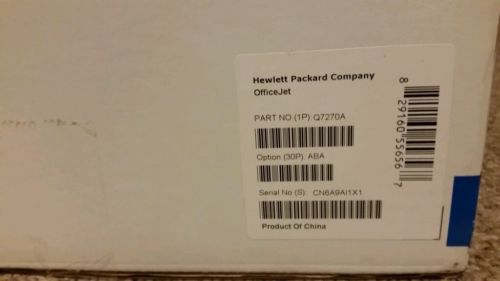 Hewlett Packard Company
OfficeJet
PART NO (1P) Q7270A
Option (30P) ABA
Serial No (S) CN6A9AI1X1
Product Of China
8 29160 55656 7